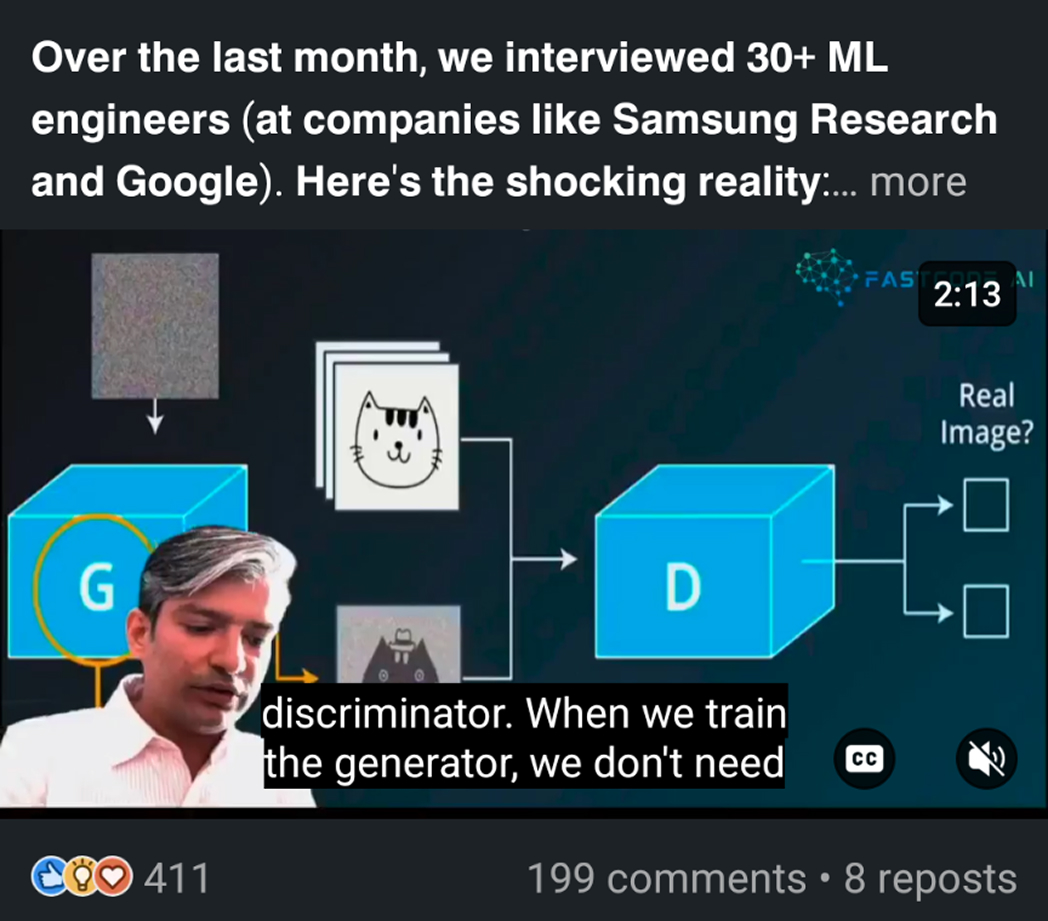 Over the last month, we interviewed 30+ ML
engineers (at companies like Samsung Research
and Google). Here's the shocking reality:... more
FASTCODE AI
2:13
Real
Image?
G
D
discriminator. When we train
the generator, we don't need
CC
411
199 comments • 8 reposts